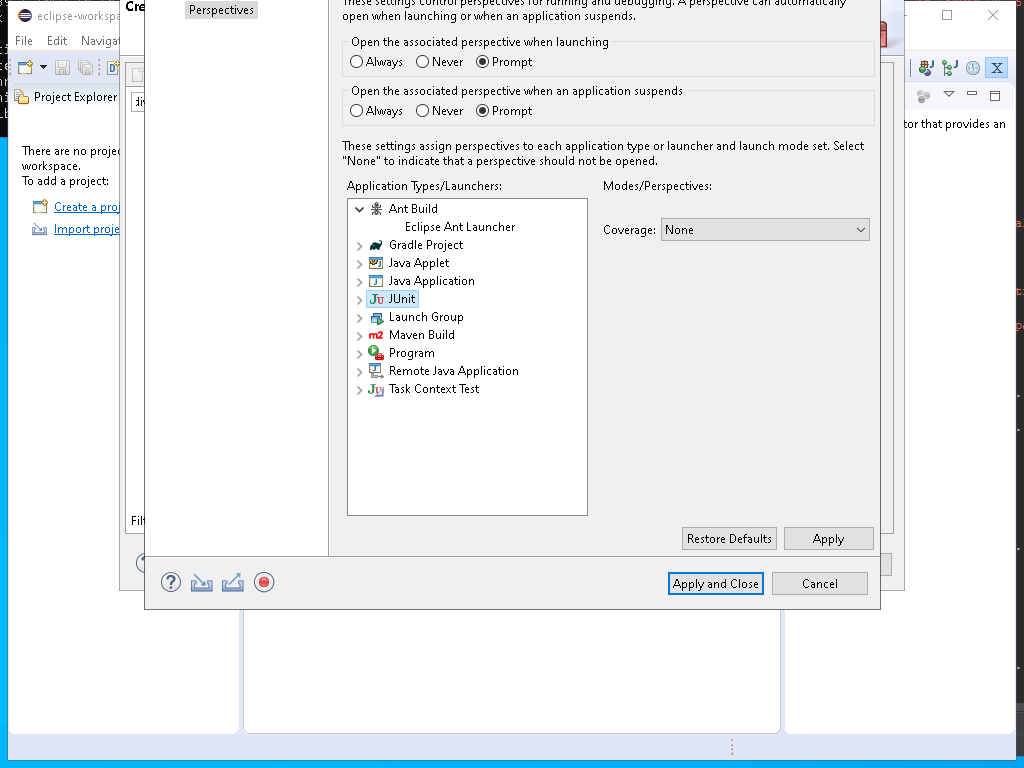 eclipse-workspa
Cre
File Edit Navigat
Project Explorer
There are no proje
workspace.
To add a project:
Create a proj
Import proje
Perspectives
These settings control perspectives for running and debugging. A perspective can automatically
open when launching or when an application suspends.
Open the associated perspective when launching
Always Never Prompt
Open the associated perspective when an application suspends
Always Never Prompt
These settings assign perspectives to each application type or launcher and launch mode set. Select
"None" to indicate that a perspective should not be opened.
Application Types/Launchers:
Modes/Perspectives:
Ant Build
Eclipse Ant Launcher
Gradle Project
Java Applet
Java Application
JUnit
Launch Group
Maven Build
Program
Remote Java Application
Task Context Test
Coverage: None
Restore Defaults Apply
Apply and Close Cancel
tor that provides an
Filt